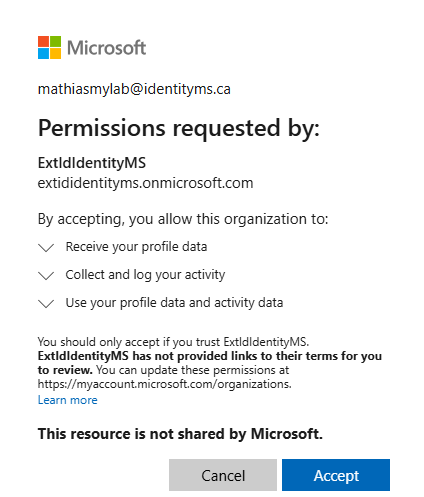 Microsoft
mathiasmylab@identityms.ca
Permissions requested by:
ExtIdIdentityMS
extididentityms.onmicrosoft.com
By accepting, you allow this organization to:
Receive your profile data
Collect and log your activity
Use your profile data and activity data
You should only accept if you trust ExtIdIdentityMS.
ExtIdIdentityMS has not provided links to their terms for you
to review. You can update these permissions at
https://myaccount.microsoft.com/organizations.
Learn more
This resource is not shared by Microsoft.
Cancel
Accept